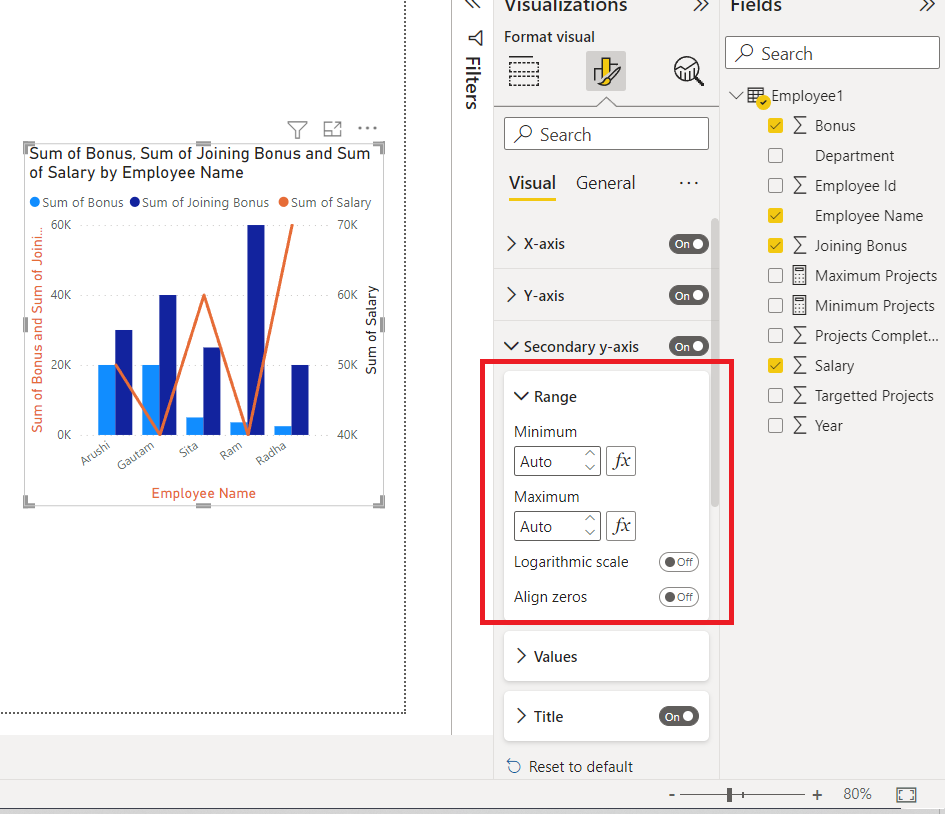 Sum of Bonus, Sum of Joining Bonus and Sum
of Salary by Employee Name
Sum of Bonus Sum of Joining Bonus Sum of Salary
60K
40K
20K
0K
Sum of Bonus and Sum of Joini...
70K
60K
50K
40K
Sum of Salary
Arushi
Gautam
Sita
Ram
Radha
Employee Name
Filters
Visualizations
Format visual
Search
Visual General
X-axis On
Y-axis On
Secondary y-axis On
Range
Minimum
Auto fx
Maximum
Auto fx
Logarithmic scale Off
Align zeros Off
Values
Title On
Reset to default
Fields
Search
Employee1
Bonus
Department
Employee Id
Employee Name
Joining Bonus
Maximum Projects
Minimum Projects
Projects Complet...
Salary
Targetted Projects
Year
- + 80%